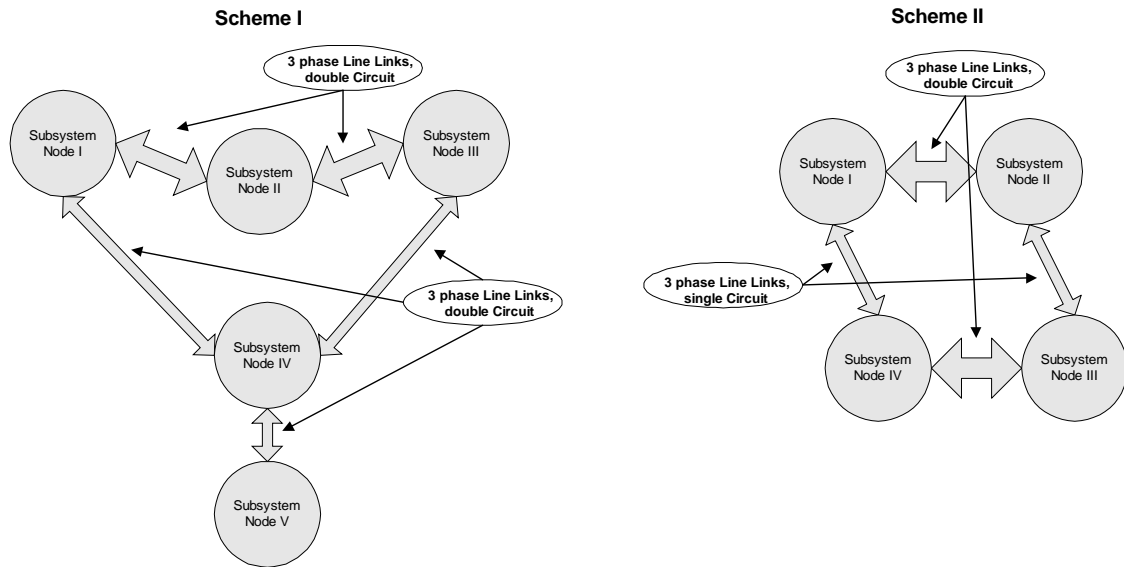 Scheme I
3 phase Line Links,
double Circuit
Subsystem
Node I
Subsystem
Node II
Subsystem
Node III
3 phase Line Links,
double Circuit
Subsystem
Node IV
Subsystem
Node V
Scheme II
3 phase Line Links,
double Circuit
Subsystem
Node I
Subsystem
Node II
3 phase Line Links,
single Circuit
Subsystem
Node IV
Subsystem
Node III